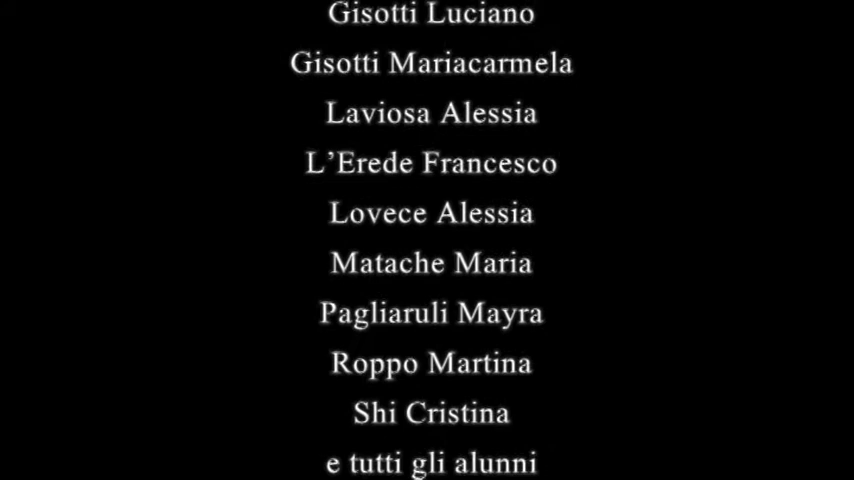 Gisotti Luciano
Gisotti Mariacarmela
Laviosa Alessia
L’Erede Francesco
Lovece Alessia
Matache Maria
Pagliaruli Mayra
Roppo Martina
Shi Cristina
e tutti gli alunni